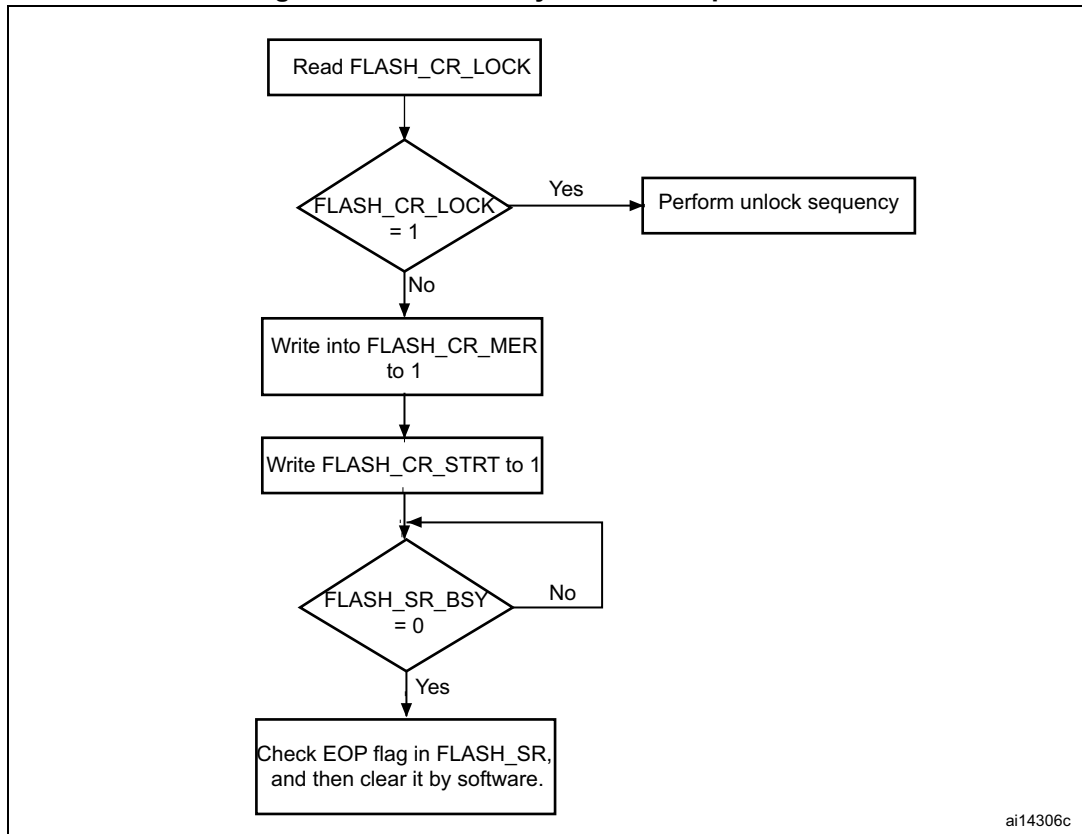 Read FLASH_CR_LOCK
FLASH_CR_LOCK
= 1
Yes
Perform unlock sequency
No
Write into FLASH_CR_MER
to 1
Write FLASH_CR_STRT to 1
FLASH_SR_BSY
= 0
No
Yes
Check EOP flag in FLASH_SR,
and then clear it by software.
ai14306c